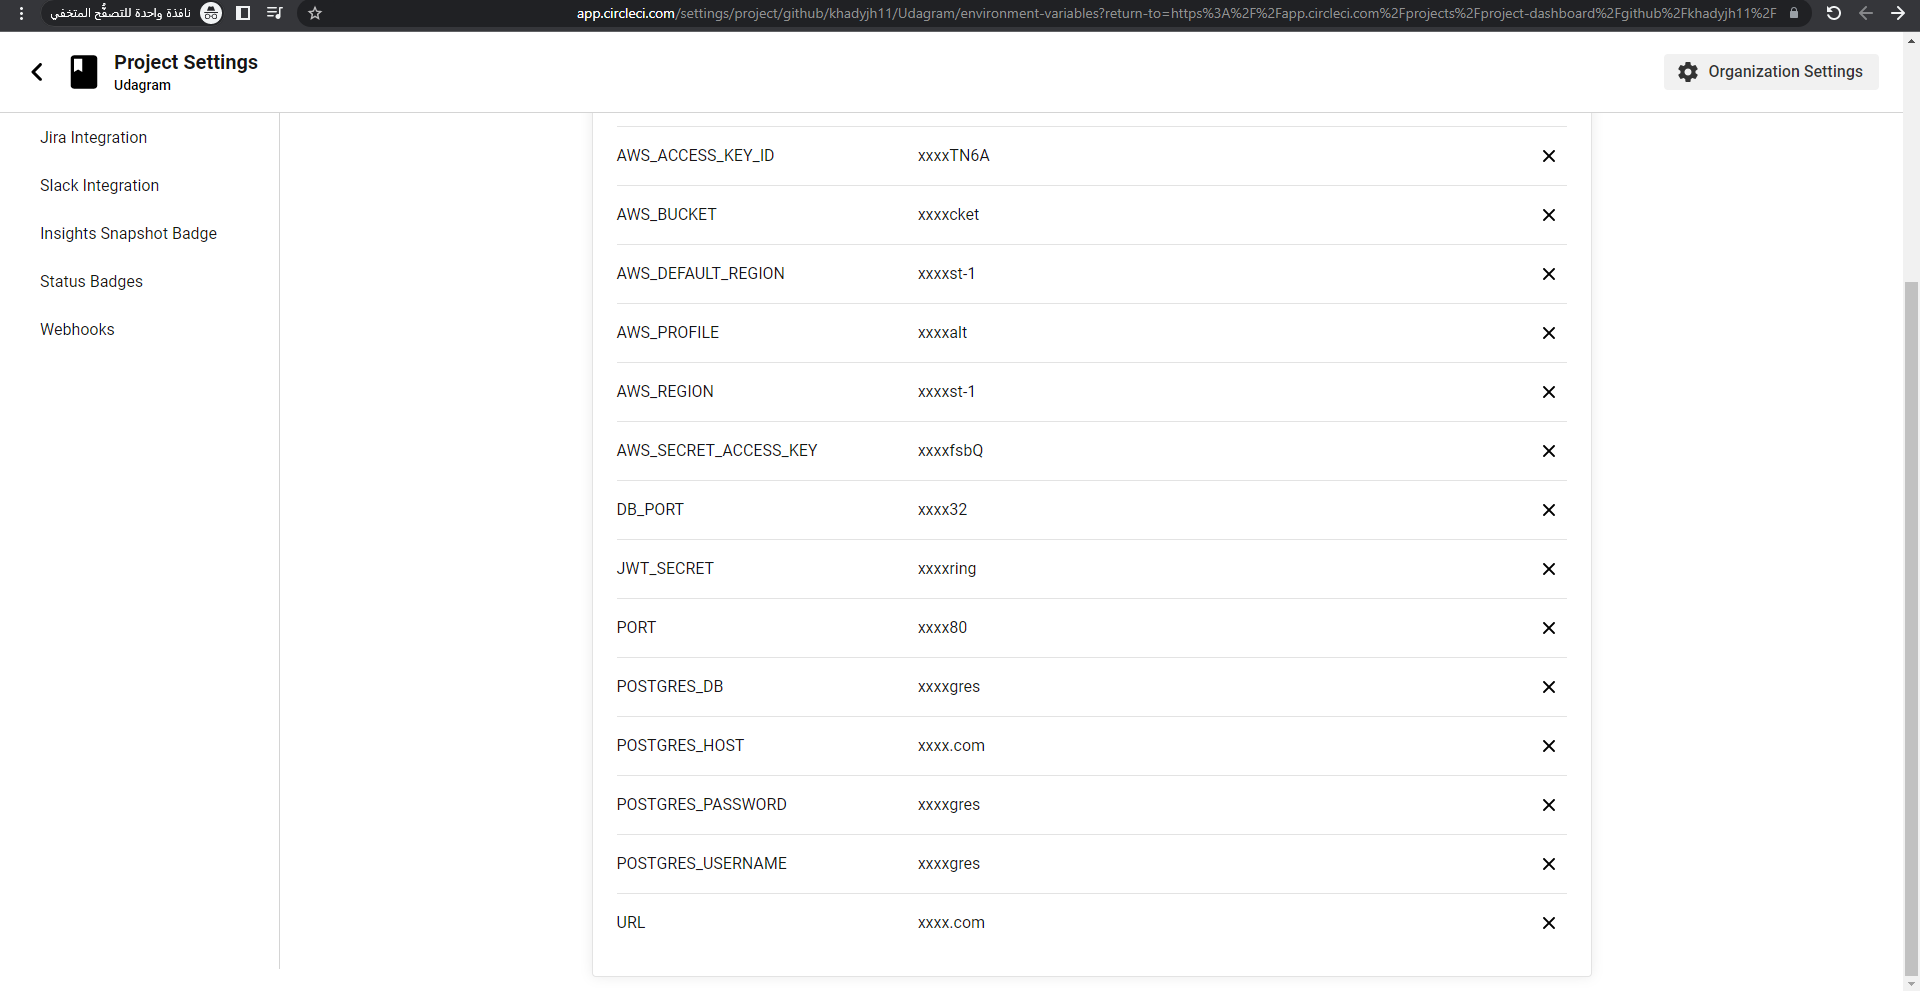 نافذة واحدة للتصفُّح المتخفي
app.circleci.com/settings/project/github/khadyjh11/Udagram/environment-variables?return-to=https%3A%2F%2Fapp.circleci.com%2Fprojects%2Fproject-dashboard%2Fgithub%2Fkhadyjh11%2F
Project Settings
Udagram
Organization Settings
Jira Integration
Slack Integration
Insights Snapshot Badge
Status Badges
Webhooks
AWS_ACCESS_KEY_ID xxxxTN6A
AWS_BUCKET xxxxcket
AWS_DEFAULT_REGION xxxxst-1
AWS_PROFILE xxxxalt
AWS_REGION xxxxst-1
AWS_SECRET_ACCESS_KEY xxxxfsbQ
DB_PORT xxxx32
JWT_SECRET xxxxring
PORT xxxx80
POSTGRES_DB xxxxgres
POSTGRES_HOST xxxx.com
POSTGRES_PASSWORD xxxxgres
POSTGRES_USERNAME xxxxgres
URL xxxx.com